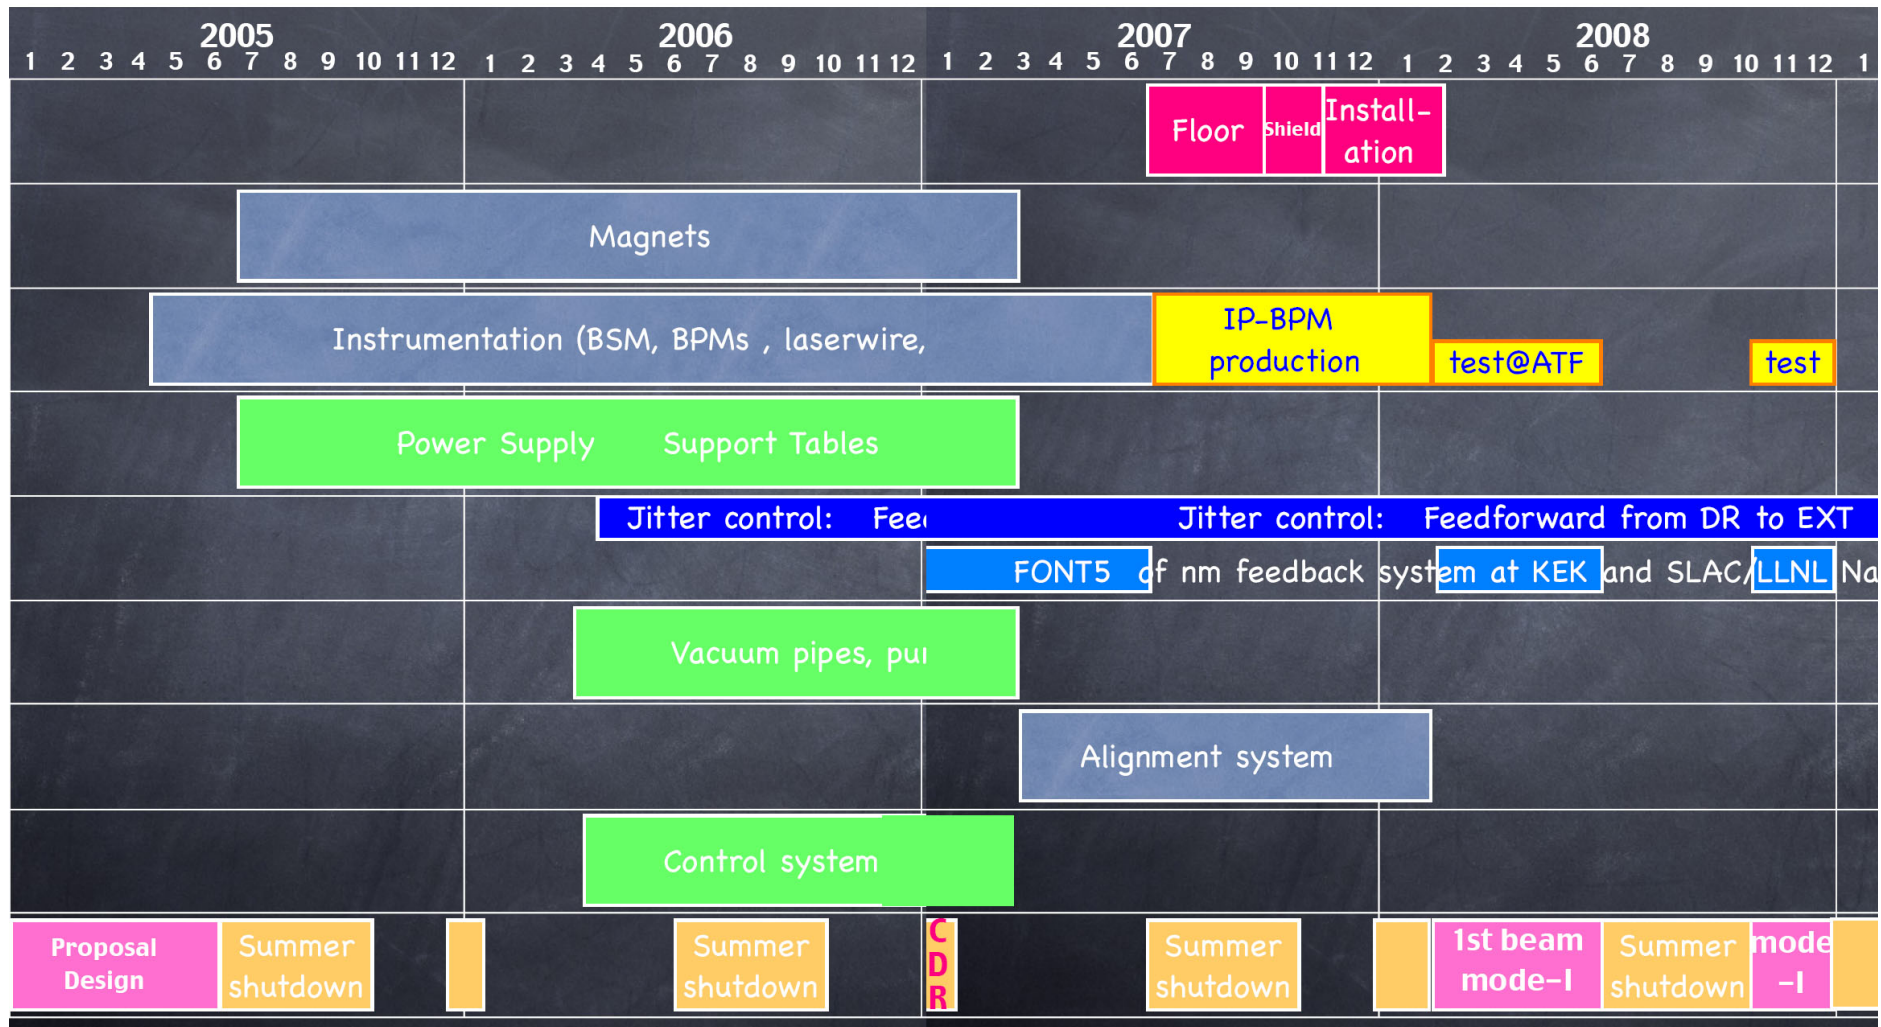 2005 2006 2007 2008
1 2 3 4 5 6 7 8 9 10 11 12 1 2 3 4 5 6 7 8 9 10 11 12 1 2 3 4 5 6 7 8 9 10 11 12 1 2 3 4 5 6 7 8 9 10 11 12 1
Floor
Shield
Install-
ation
Magnets
Instrumentation (BSM, BPMs , laserwire,
IP-BPM
production
test@ATF
test
Power Supply Support Tables
Jitter control: Feed
Jitter control: Feedforward from DR to EXT
FONT5 of nm feedback system at KEK and SLAC/LLNL Na
Vacuum pipes, pu
Alignment system
Control system
Proposal
Design
Summer
shutdown
Summer
shutdown
C
D
R
Summer
shutdown
1st beam
mode-I
Summer
shutdown
mode
-I